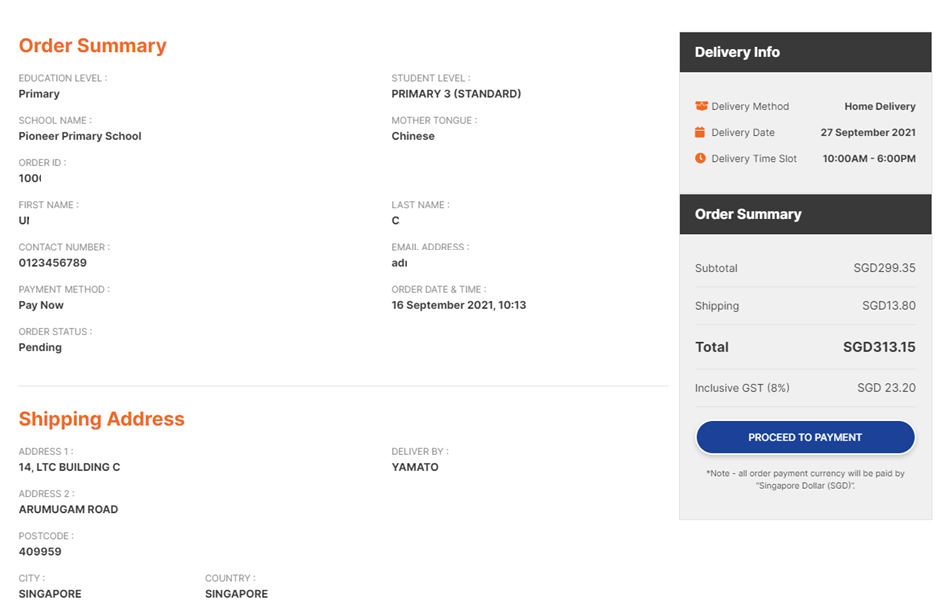 Order Summary
EDUCATION LEVEL :
Primary
STUDENT LEVEL :
PRIMARY 3 (STANDARD)
SCHOOL NAME :
Pioneer Primary School
MOTHER TONGUE :
Chinese
ORDER ID :
100
FIRST NAME :
LAST NAME :
C
CONTACT NUMBER :
0123456789
EMAIL ADDRESS :
PAYMENT METHOD :
Pay Now
ORDER DATE & TIME :
16 September 2021, 10:13
ORDER STATUS :
Pending
Shipping Address
ADDRESS 1 :
14, LTC BUILDING C
DELIVER BY :
YAMATO
ADDRESS 2 :
ARUMUGAM ROAD
POSTCODE :
409959
CITY :
SINGAPORE
COUNTRY :
SINGAPORE
Delivery Info
Delivery Method Home Delivery
Delivery Date 27 September 2021
Delivery Time Slot 10:00AM - 6:00PM
Order Summary
Subtotal SGD299.35
Shipping SGD13.80
Total SGD313.15
Inclusive GST (8%) SGD 23.20
PROCEED TO PAYMENT
*Note - all order payment currency will be paid by
"Singapore Dollar (SGD)".